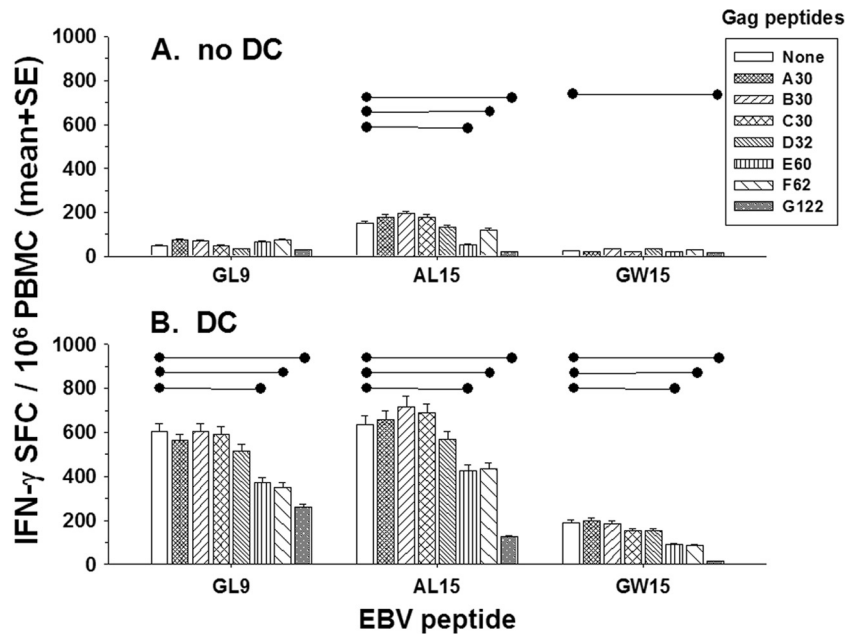 Gag peptides
None
A30
B30
C30
D32
E60
F62
G122
IFN-γ SFC / 10⁶ PBMC (mean+SE)
A. no DC
1000
800
600
400
200
0
GL9 AL15 GW15
B. DC
1000
800
600
400
200
0
GL9 AL15 GW15
EBV peptide